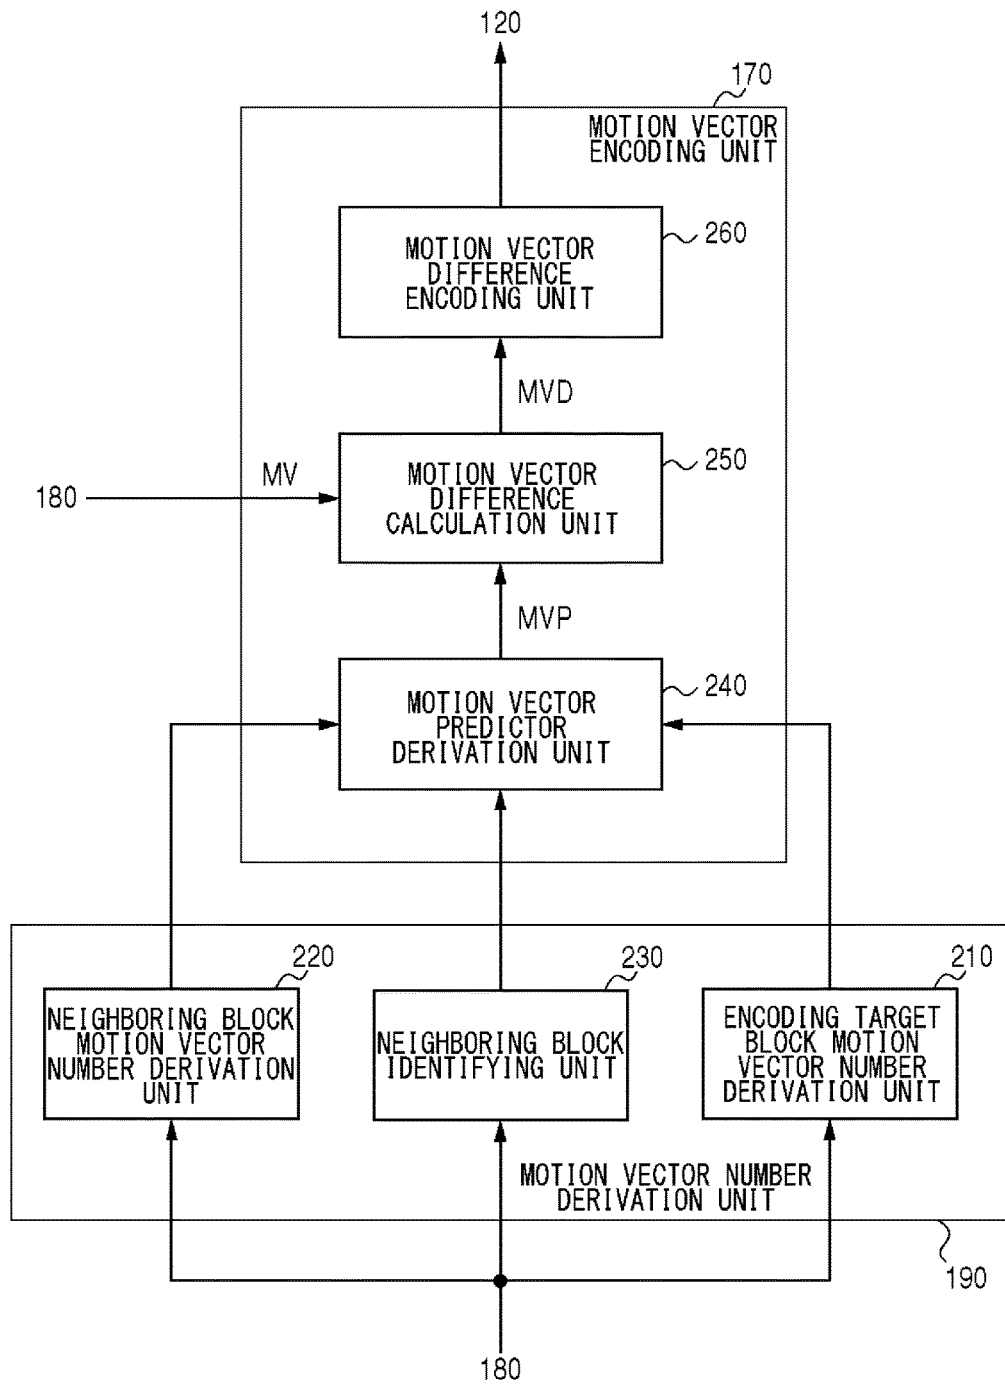 120
170
MOTION VECTOR
ENCODING UNIT
260
MOTION VECTOR
DIFFERENCE
ENCODING UNIT
MVD
250
MOTION VECTOR
DIFFERENCE
CALCULATION UNIT
MV
180
MVP
240
MOTION VECTOR
PREDICTOR
DERIVATION UNIT
220
NEIGHBORING BLOCK
MOTION VECTOR
NUMBER DERIVATION
UNIT
230
NEIGHBORING BLOCK
IDENTIFYING UNIT
210
ENCODING TARGET
BLOCK MOTION
VECTOR NUMBER
DERIVATION UNIT
MOTION VECTOR NUMBER
DERIVATION UNIT
190
180